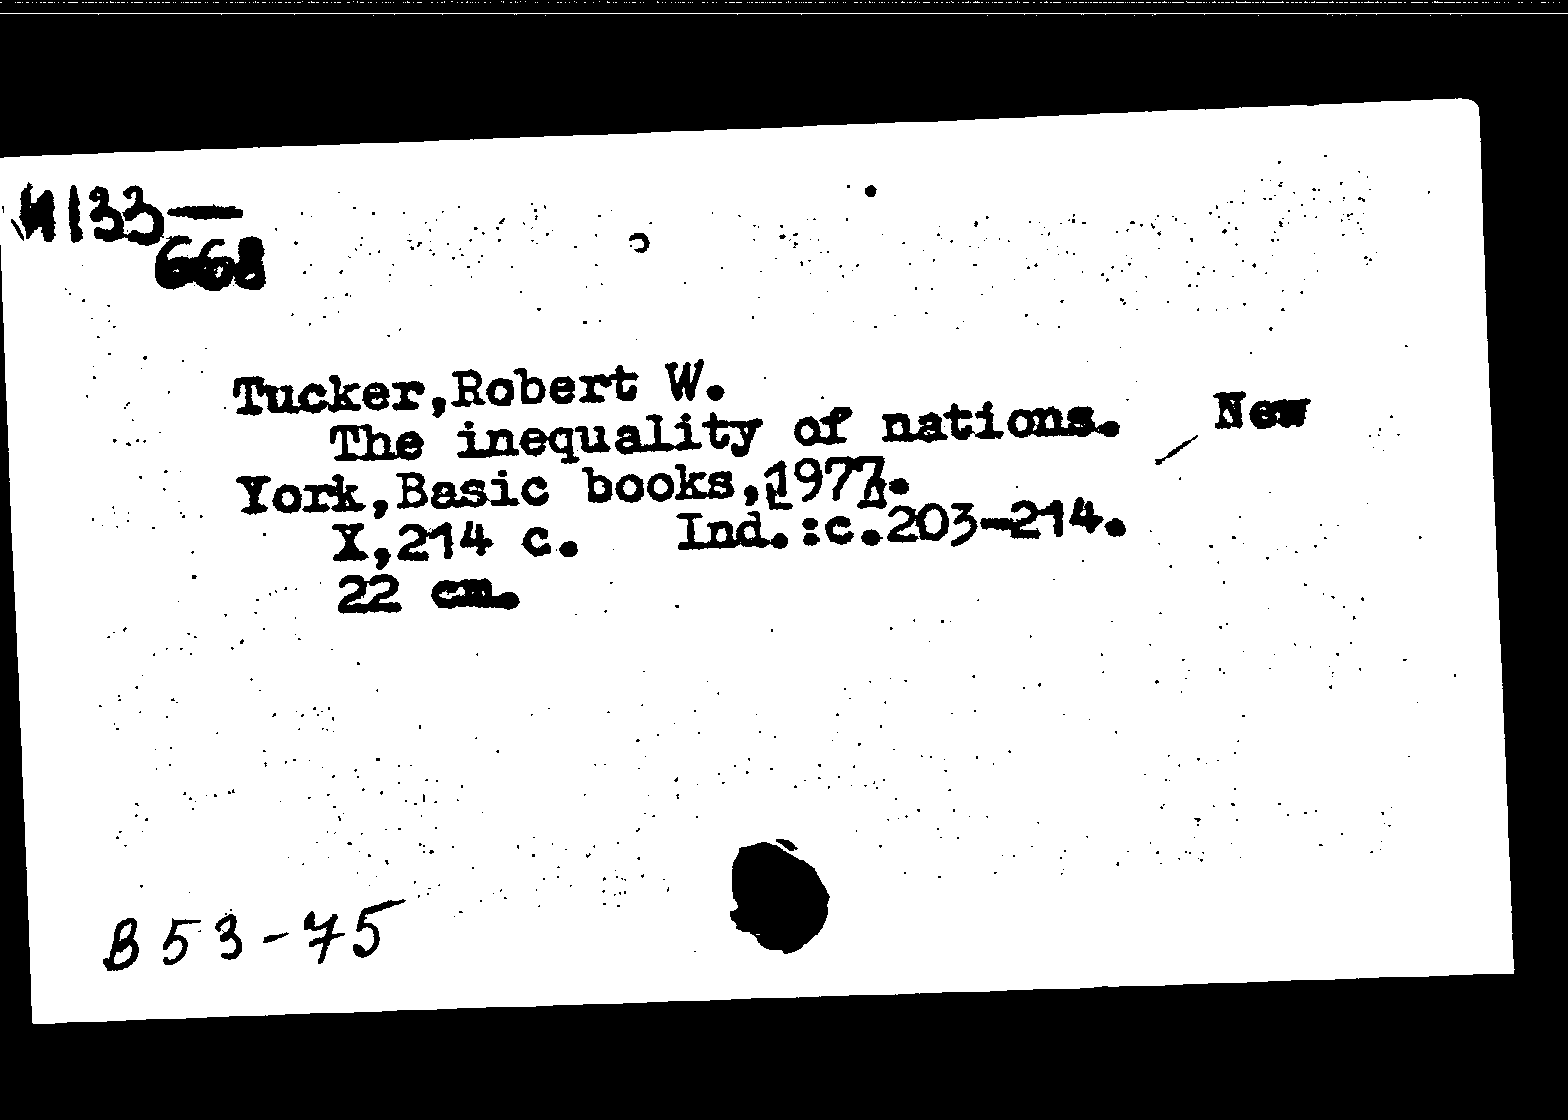 И133—
668
Tucker,Robert W.
The inequality of nations. New
York,Basic books,1977.
X,214 c. Ind.:c.203-214.
22 cm.
B53-75